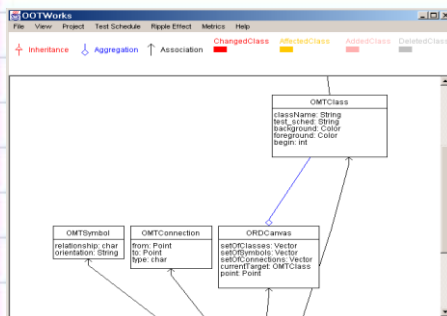 OOTWorks
File View Project Test Schedule Ripple Effect Metrics Help
Inheritance Aggregation Association ChangedClass AffectedClass AddedClass DeletedClass
OMTClass
className: String
test_sched: String
background: Color
foreground: Color
begin: int
OMTSymbol
relationship: char
orientation: String
OMTConnection
from: Point
to: Point
type: char
ORDCanvas
setOfClasses: Vector
setOfSymbols: Vector
setOfConnections: Vector
currentTarget: OMTClass
point: Point